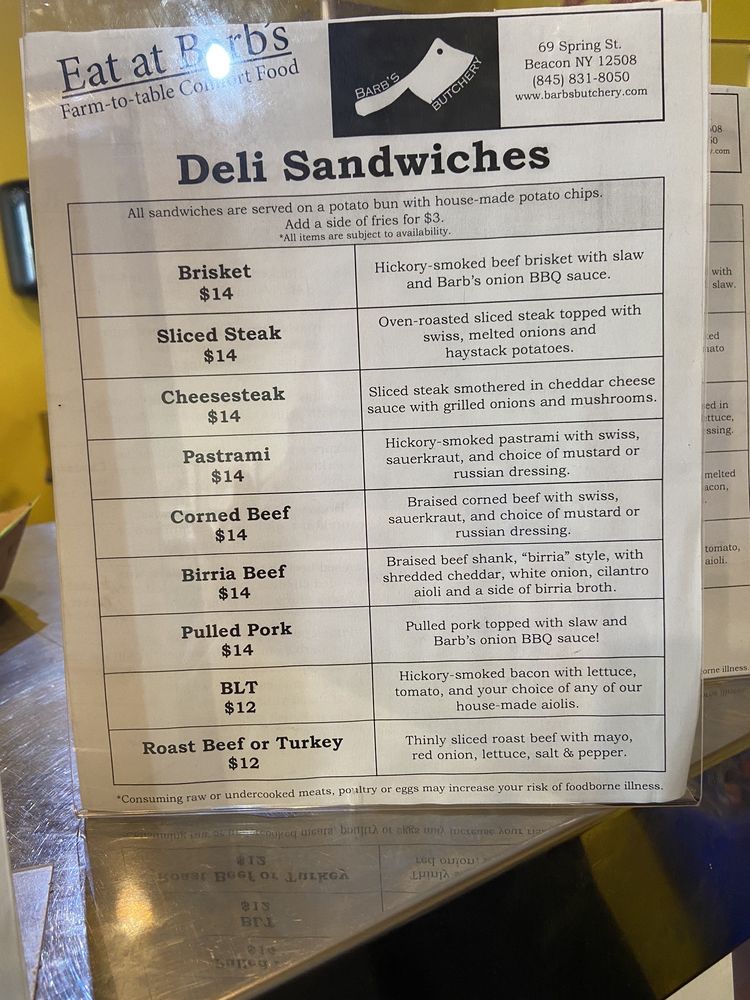 Eat at Barb's
Farm-to-table Comfort Food
BARB'S
BUTCHERY
69 Spring St.
Beacon NY 12508
(845) 831-8050
www.barbsbutchery.com
Deli Sandwiches
All sandwiches are served on a potato bun with house-made potato chips.
Add a side of fries for $3.
*All items are subject to availability.
Brisket
$14
Hickory-smoked beef brisket with slaw
and Barb's onion BBQ sauce.
Sliced Steak
$14
Oven-roasted sliced steak topped with
swiss, melted onions and
haystack potatoes.
Cheesesteak
$14
Sliced steak smothered in cheddar cheese
sauce with grilled onions and mushrooms.
Pastrami
$14
Hickory-smoked pastrami with swiss,
sauerkraut, and choice of mustard or
russian dressing.
Corned Beef
$14
Braised corned beef with swiss,
sauerkraut, and choice of mustard or
russian dressing.
Birria Beef
$14
Braised beef shank, "birria" style, with
shredded cheddar, white onion, cilantro
aioli and a side of birria broth.
Pulled Pork
$14
Pulled pork topped with slaw and
Barb's onion BBQ sauce!
BLT
$12
Hickory-smoked bacon with lettuce,
tomato, and your choice of any of our
house-made aiolis.
Roast Beef or Turkey
$12
Thinly sliced roast beef with mayo,
red onion, lettuce, salt & pepper.
*Consuming raw or undercooked meats, poultry or eggs may increase your risk of foodborne illness.
with
slaw.
melted
tomato,
aioli.
illness.